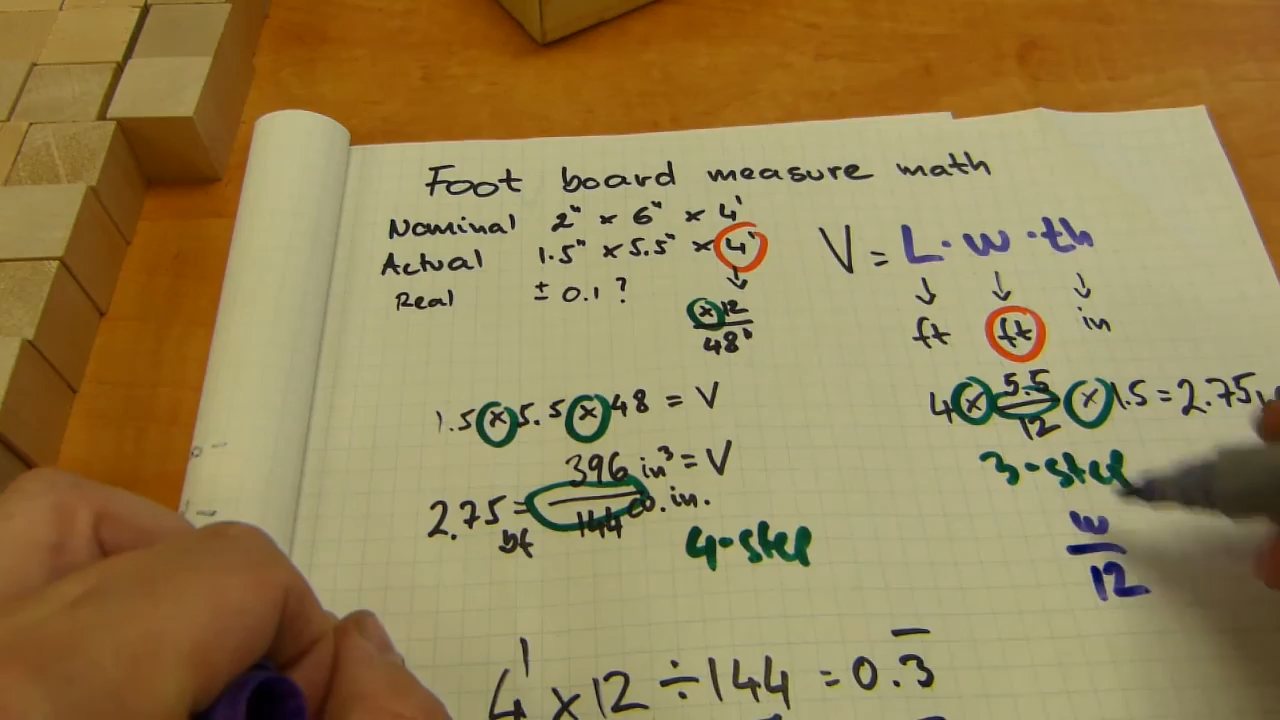 Foot board measure math
Nominal 2" × 6" × 4'
Actual 1.5" × 5.5" × 4'
Real ± 0.1 ?
× 12
48"
1.5 × 5.5 × 48 = V
396 in³ = V
2.75 = 144 cu. in.
bf
4-step
V = L · w · th
ft ft in
4 × 5.5 × 1.5 = 2.75
12
3-step
w
12
4' × 12 ÷ 144 = 0.3̅